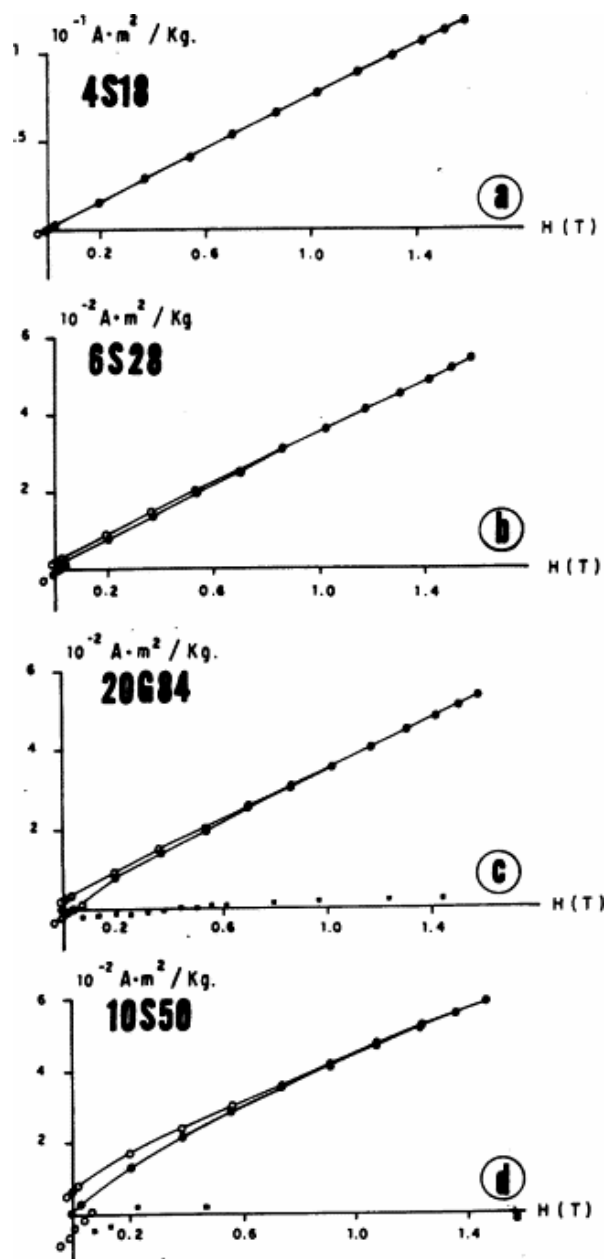 10⁻¹ A·m² / Kg.
1
4S18
.5
a
H(T)
0.2 0.6 1.0 1.4
10⁻² A·m² / Kg
6
6S28
4
2
b
H(T)
0.2 0.6 1.0 1.4
6
10⁻² A·m² / Kg.
20G84
4
2
c
H(T)
0.2 0.6 1.0 1.4
10⁻² A·m² / Kg.
6
10S50
4
2
d
H(T)
0.2 0.6 1.0 1.4